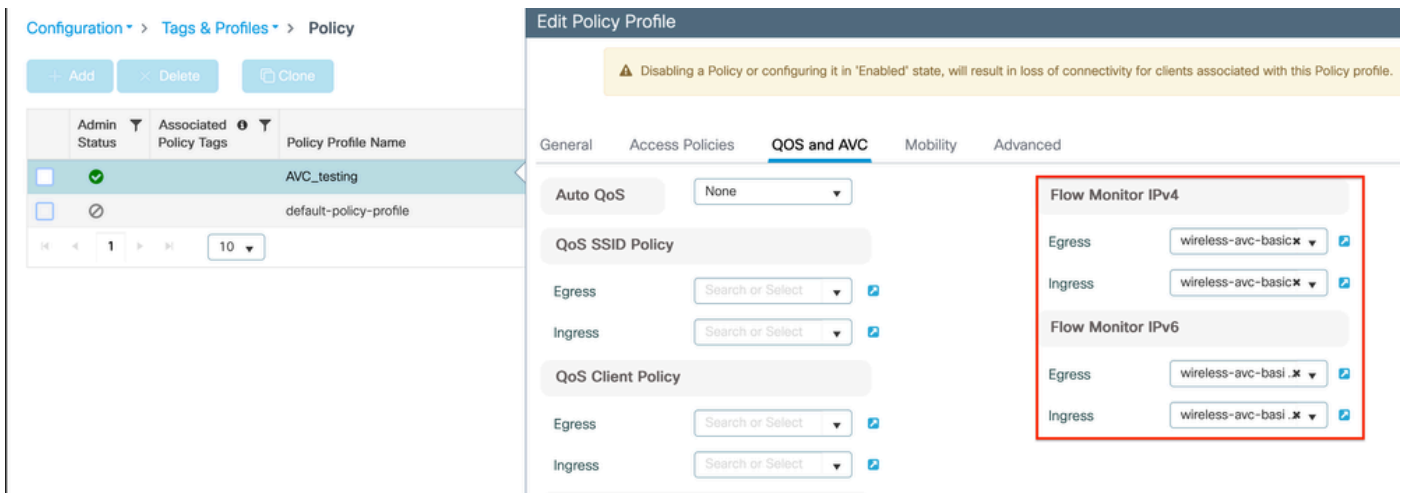 Configuration > Tags & Profiles > Policy
+ Add × Delete Clone
Admin Status Associated Policy Tags Policy Profile Name
AVC_testing
default-policy-profile
1 10
Edit Policy Profile
Disabling a Policy or configuring it in 'Enabled' state, will result in loss of connectivity for clients associated with this Policy profile.
General Access Policies QOS and AVC Mobility Advanced
Auto QoS None
QoS SSID Policy
Egress Search or Select
Ingress Search or Select
QoS Client Policy
Egress Search or Select
Ingress Search or Select
Flow Monitor IPv4
Egress wireless-avc-basic
Ingress wireless-avc-basic
Flow Monitor IPv6
Egress wireless-avc-basi ..
Ingress wireless-avc-basi ..